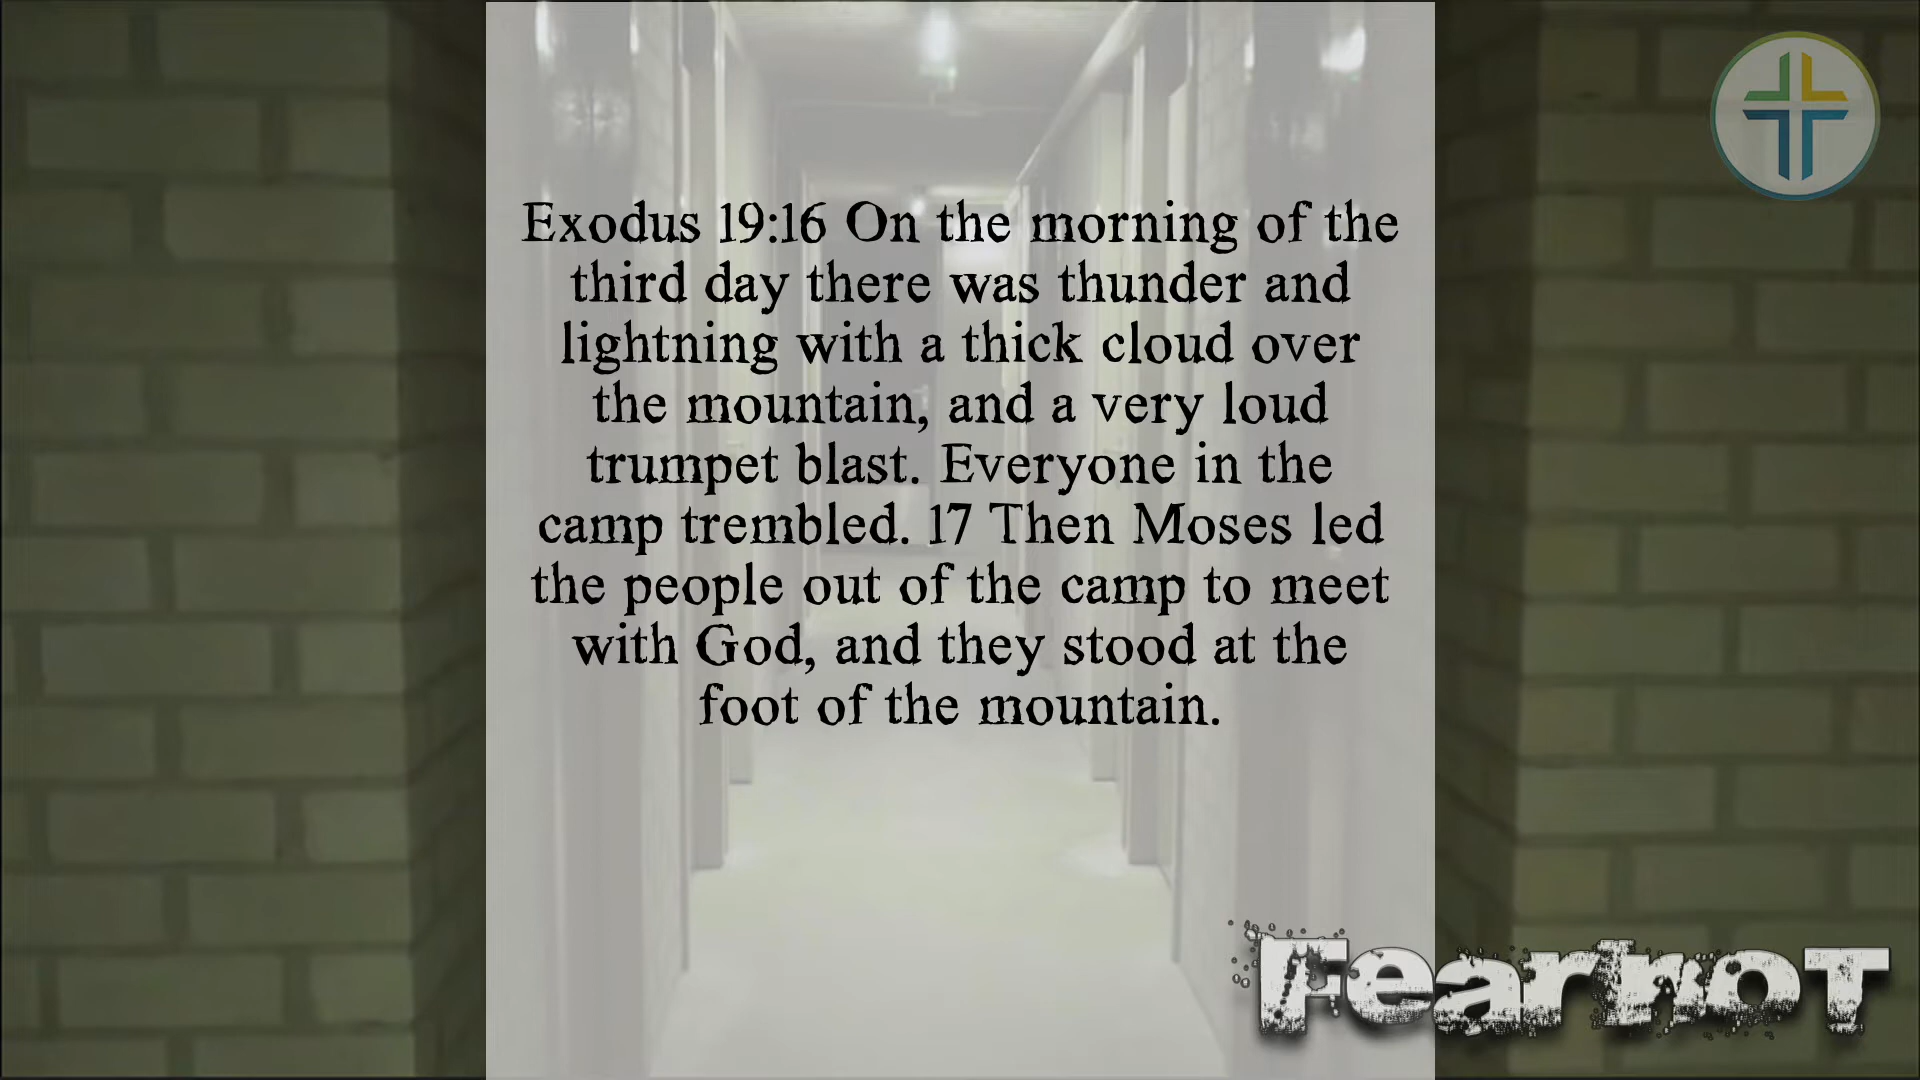 Exodus 19:16 On the morning of the
third day there was thunder and
lightning with a thick cloud over
the mountain, and a very loud
trumpet blast. Everyone in the
camp trembled. 17 Then Moses led
the people out of the camp to meet
with God, and they stood at the
foot of the mountain.
Fear not